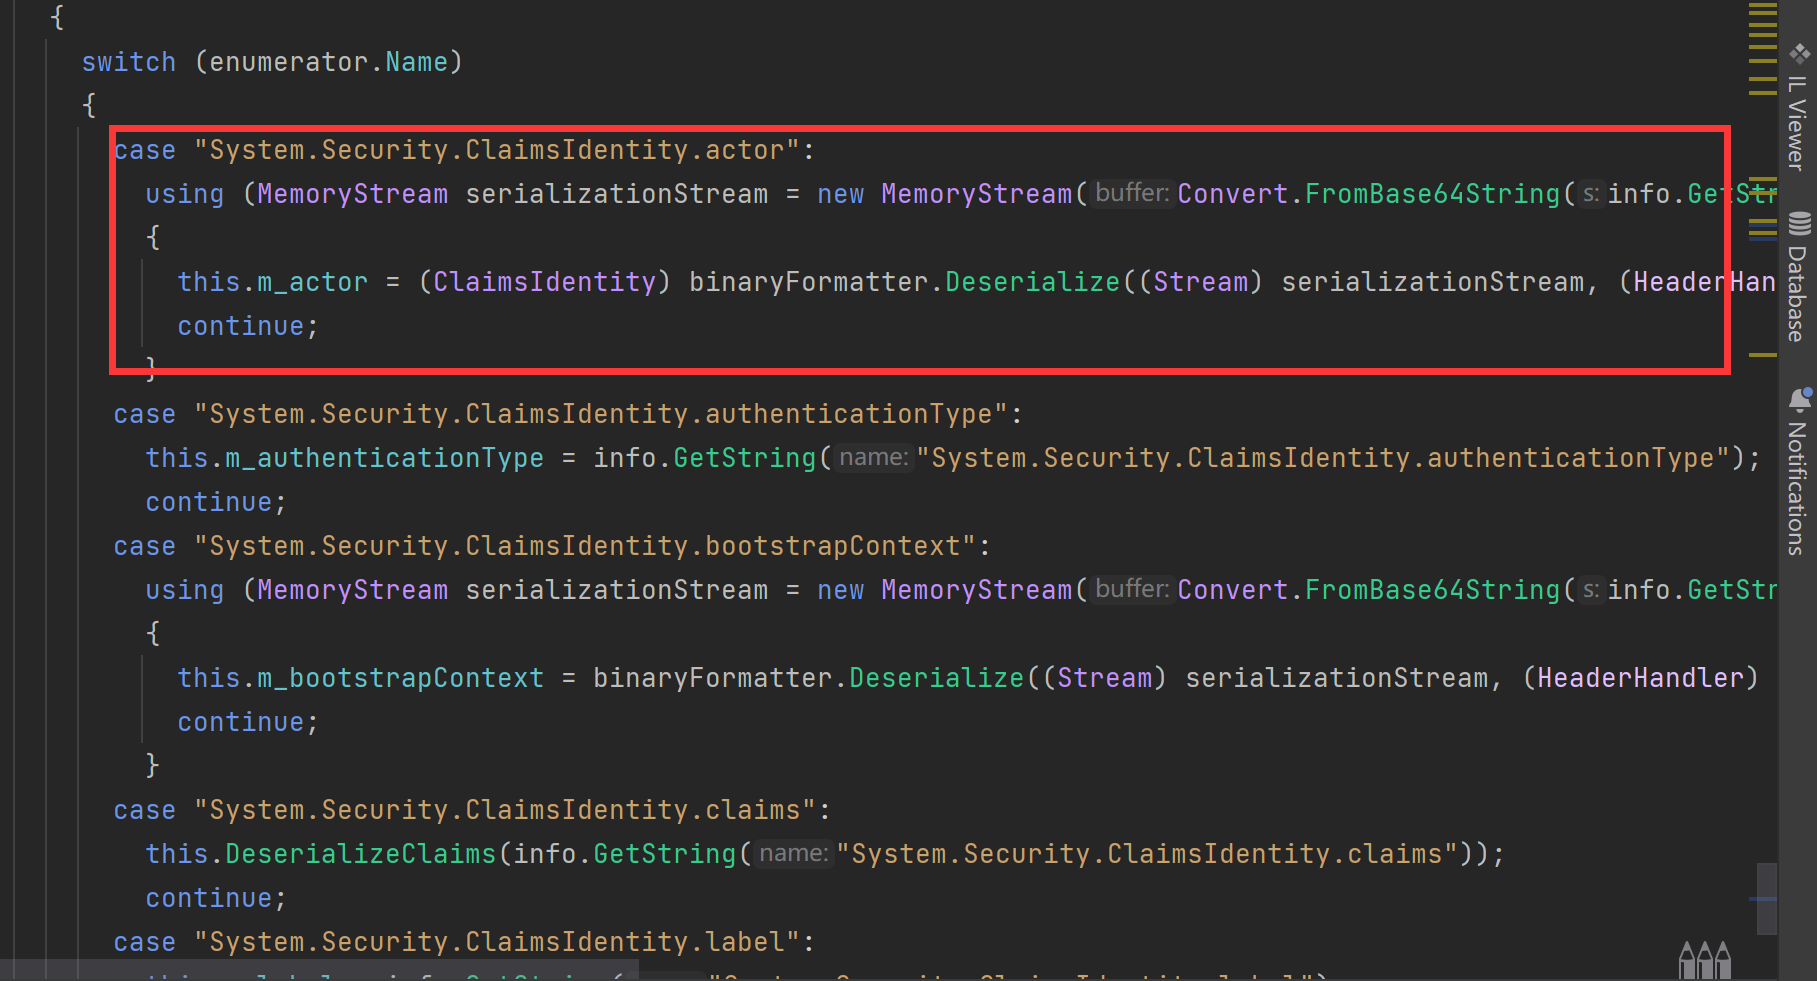 {
switch (enumerator.Name)
{
case "System.Security.ClaimsIdentity.actor":
using (MemoryStream serializationStream = new MemoryStream( buffer: Convert.FromBase64String( s: info.GetStr
{
this.m_actor = (ClaimsIdentity) binaryFormatter.Deserialize((Stream) serializationStream, (HeaderHan
continue;
}
case "System.Security.ClaimsIdentity.authenticationType":
this.m_authenticationType = info.GetString( name: "System.Security.ClaimsIdentity.authenticationType");
continue;
case "System.Security.ClaimsIdentity.bootstrapContext":
using (MemoryStream serializationStream = new MemoryStream( buffer: Convert.FromBase64String( s: info.GetStr
{
this.m_bootstrapContext = binaryFormatter.Deserialize((Stream) serializationStream, (HeaderHandler)
continue;
}
case "System.Security.ClaimsIdentity.claims":
this.DeserializeClaims(info.GetString( name: "System.Security.ClaimsIdentity.claims"));
continue;
case "System.Security.ClaimsIdentity.label":
IL Viewer
Database
Notifications